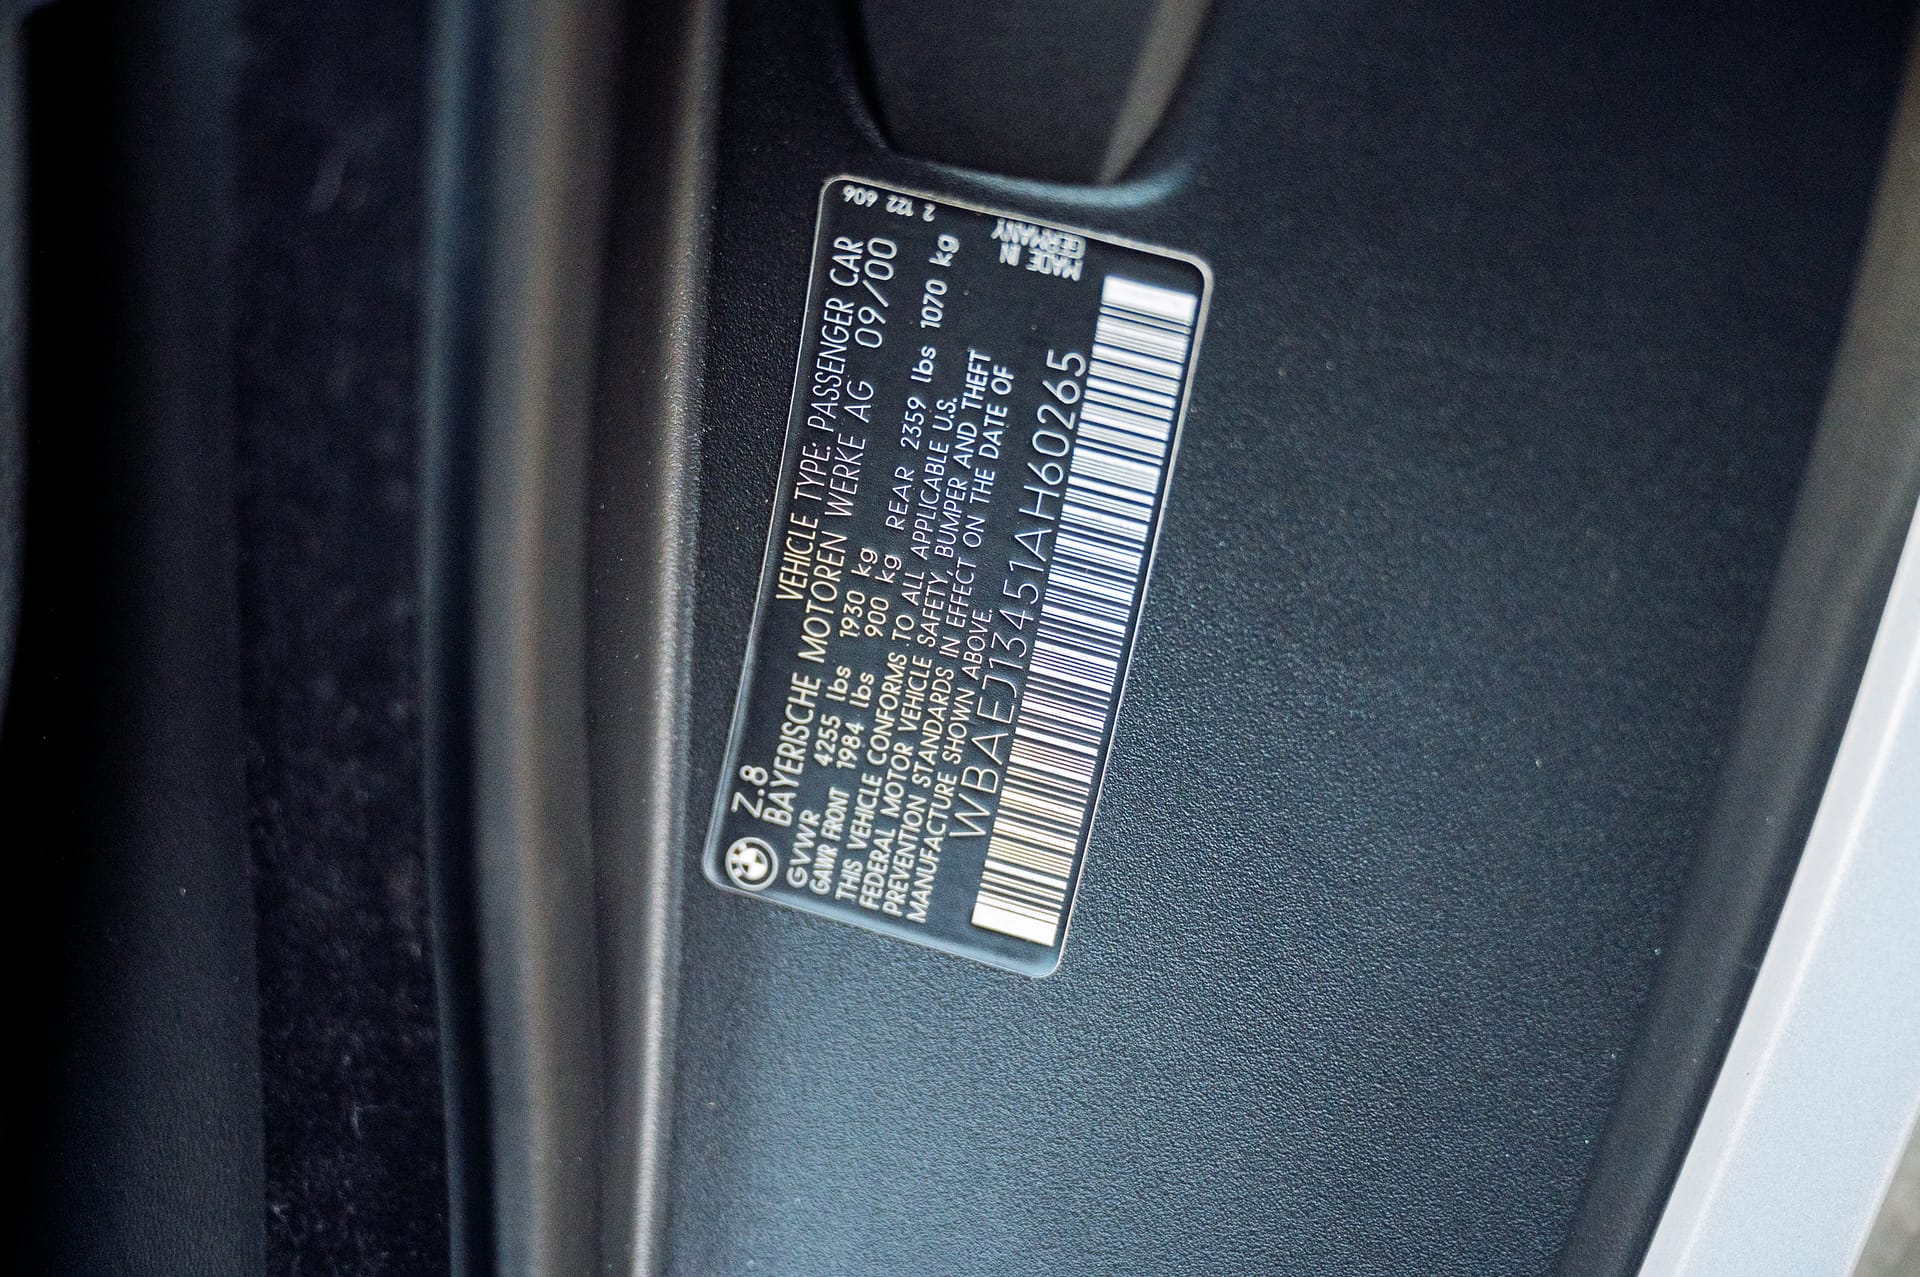 Z.8 VEHICLE TYPE: PASSENGER CAR
BAYERISCHE MOTOREN WERKE AG 09/00
GVWR 4255 lbs 1930 kg
GAWR FRONT 1984 lbs 900 kg REAR 2359 lbs 1070 kg
THIS VEHICLE CONFORMS TO ALL APPLICABLE U.S.
FEDERAL MOTOR VEHICLE SAFETY, BUMPER AND THEFT
PREVENTION STANDARDS IN EFFECT ON THE DATE OF
MANUFACTURE SHOWN ABOVE.
WBAEJ13451AH60265
2 122 606
MADE IN
GERMANY